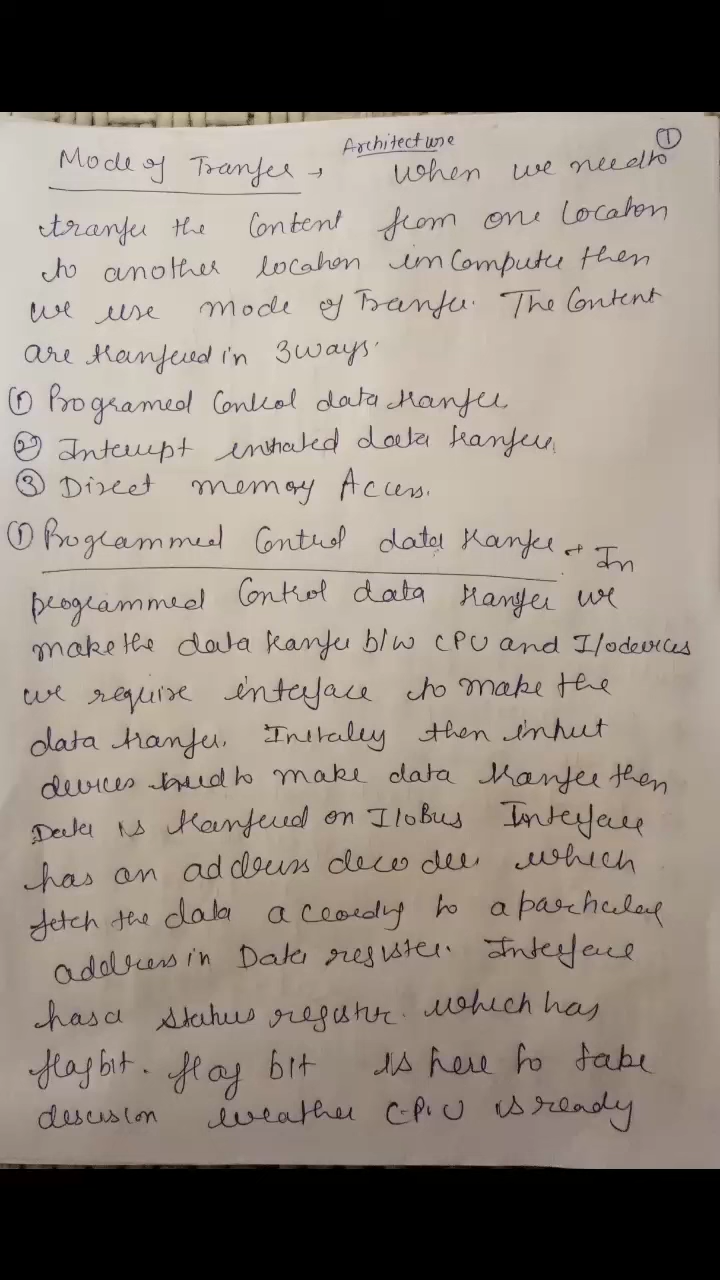 Architecture ①
Mode of Tranfer → When we need to
tranfer the Content from one location
to another location in Computer then
we use mode of Tranfer. The Content
are tranfered in 3 ways.
① Programed Control data tranfer
② Interupt initiated data tranfer.
③ Direct memory Access.
① Programmed Control data tranfer → In
programmed Control data tranfer we
make the data tranfer b/w CPU and I/o devices
we require interface to make the
data tranfer. Initaley then input
devices need to make data tranfer then
Data is tranfered on I/o Bus Interface
has an address decoder which
fetch the data accordy to a particular
address in Data register. Interface
has a status register. which has
flag bit. flag bit is here to take
descision weather C.P.U is ready